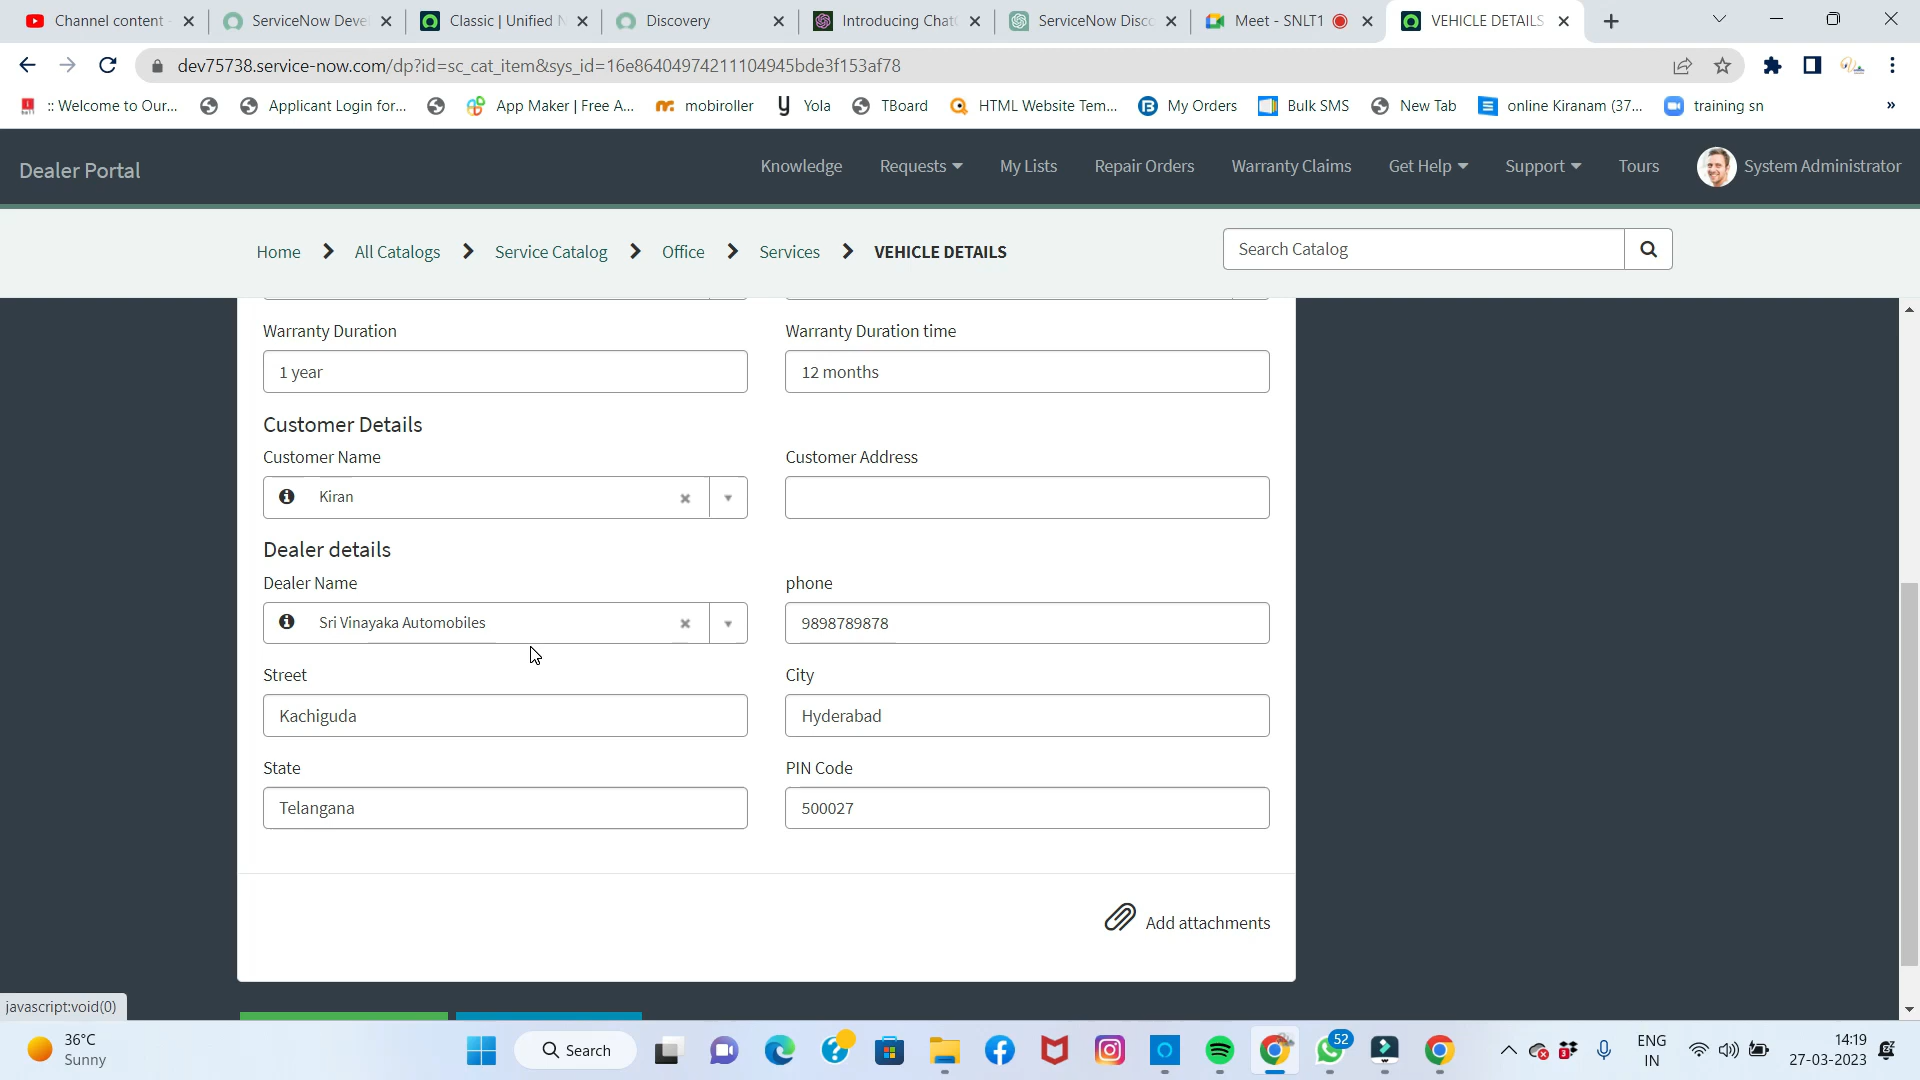 Channel content
ServiceNow Deve
Classic | Unified N
Discovery
Introducing Chat
ServiceNow Disc
Meet - SNLT1
VEHICLE DETAILS
dev75738.service-now.com/dp?id=sc_cat_item&sys_id=16e86404974211104945bde3f153af78
:: Welcome to Our...
Applicant Login for...
App Maker | Free A...
mobiroller
Yola
TBoard
HTML Website Tem...
My Orders
Bulk SMS
New Tab
online Kiranam (37...
training sn
»
Dealer Portal
Knowledge
Requests
My Lists
Repair Orders
Warranty Claims
Get Help
Support
Tours
System Administrator
Home
All Catalogs
Service Catalog
Office
Services
VEHICLE DETAILS
Search Catalog
Warranty Duration
Warranty Duration time
1 year
12 months
Customer Details
Customer Name
Customer Address
Kiran
Dealer details
Dealer Name
phone
Sri Vinayaka Automobiles
9898789878
Street
City
Kachiguda
Hyderabad
State
PIN Code
Telangana
500027
Add attachments
javascript:void(0)
36°C
Sunny
Search
52
3
ENG
IN
14:19
27-03-2023